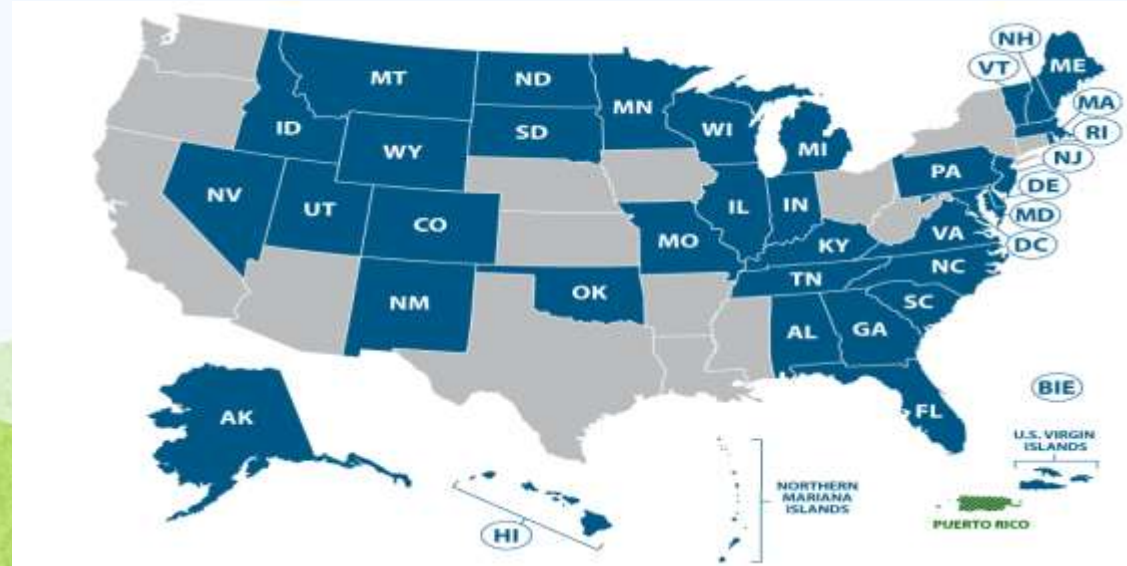 NH
VT
ME
MT
ND
MN
MA
ID
SD
WI
MI
RI
WY
NJ
PA
NV
UT
CO
IL
IN
DE
MD
MO
KY
VA
DC
NM
OK
TN
NC
SC
AL
GA
FL
AK
BIE
U.S. VIRGIN
ISLANDS
NORTHERN
MARIANA
ISLANDS
PUERTO RICO
HI